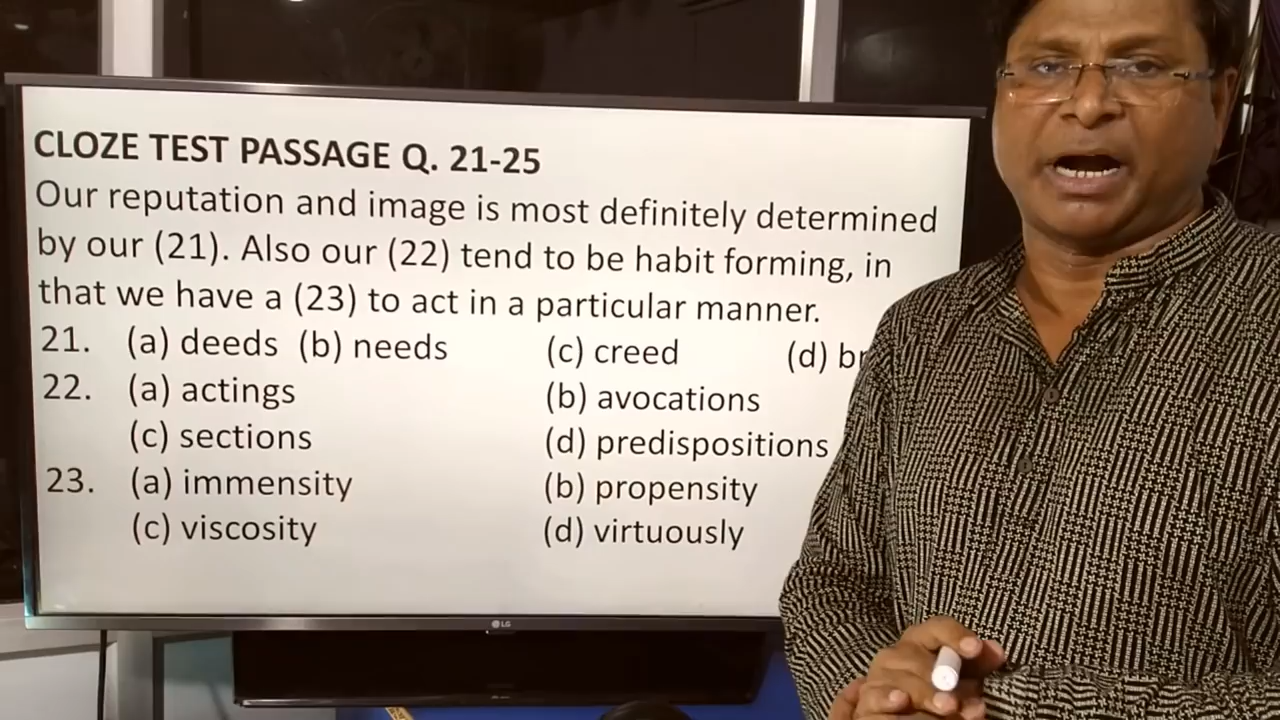 CLOZE TEST PASSAGE Q. 21-25
Our reputation and image is most definitely determined
by our (21). Also our (22) tend to be habit forming, in
that we have a (23) to act in a particular manner.
21. (a) deeds (b) needs (c) creed (d)
22. (a) actings (b) avocations
(c) sections (d) predispositions
23. (a) immensity (b) propensity
(c) viscosity (d) virtuously
LG